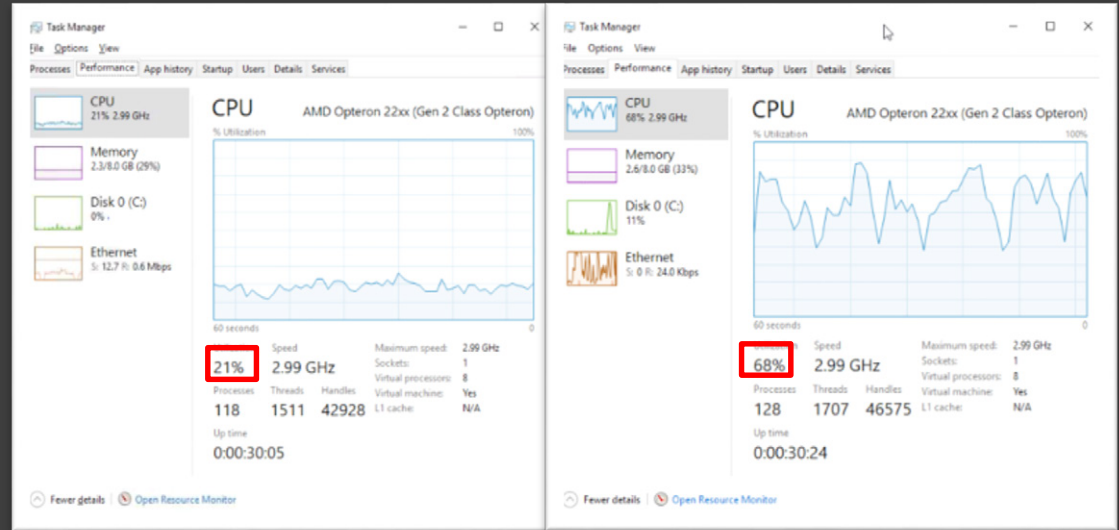 Task Manager
File Options View
Processes Performance App history Startup Users Details Services
CPU
21% 2.99 GHz
Memory
2.3/8.0 GB (29%)
Disk 0 (C:)
0%
Ethernet
S: 12.7 R: 0.6 Mbps
CPU AMD Opteron 22xx (Gen 2 Class Opteron)
% Utilization 100%
60 seconds 0
Speed
21% 2.99 GHz
Processes Threads Handles
118 1511 42928
Up time
0:00:30:05
Maximum speed: 2.99 GHz
Sockets: 1
Virtual processors: 8
Virtual machine: Yes
L1 cache: N/A
Fewer details Open Resource Monitor
Task Manager
File Options View
Processes Performance App history Startup Users Details Services
CPU
68% 2.99 GHz
Memory
2.6/8.0 GB (33%)
Disk 0 (C:)
11%
Ethernet
S: 0 R: 24.0 Kbps
CPU AMD Opteron 22xx (Gen 2 Class Opteron)
% Utilization 100%
60 seconds 0
Speed
68% 2.99 GHz
Processes Threads Handles
128 1707 46575
Up time
0:00:30:24
Maximum speed: 2.99 GHz
Sockets: 1
Virtual processors: 8
Virtual machine: Yes
L1 cache: N/A
Fewer details Open Resource Monitor